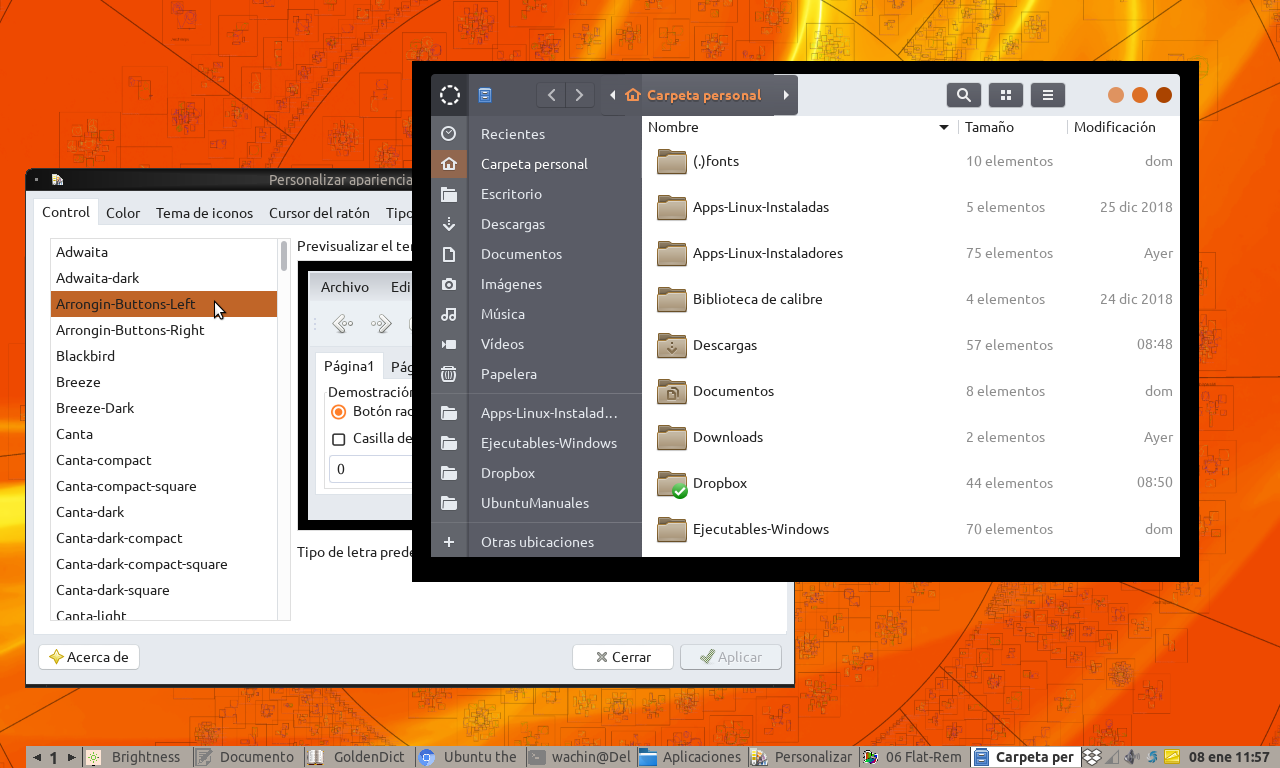 Carpeta personal
Recientes
Carpeta personal
Escritorio
Descargas
Documentos
Imágenes
Música
Vídeos
Papelera
Apps-Linux-Instalad…
Ejecutables-Windows
Dropbox
UbuntuManuales
Otras ubicaciones
Nombre Tamaño Modificación
(.)fonts 10 elementos dom
Apps-Linux-Instaladas 5 elementos 25 dic 2018
Apps-Linux-Instaladores 75 elementos Ayer
Biblioteca de calibre 4 elementos 24 dic 2018
Descargas 57 elementos 08:48
Documentos 8 elementos dom
Downloads 2 elementos Ayer
Dropbox 44 elementos 08:50
Ejecutables-Windows 70 elementos dom
Personalizar apariencia
Control Color Tema de iconos Cursor del ratón Tipo
Adwaita
Adwaita-dark
Arrongin-Buttons-Left
Arrongin-Buttons-Right
Blackbird
Breeze
Breeze-Dark
Canta
Canta-compact
Canta-compact-square
Canta-dark
Canta-dark-compact
Canta-dark-compact-square
Canta-dark-square
Canta-light
Previsualizar el ter
Archivo Edi
Página1 Pág
Demostración
Botón rad
Casilla de
0
Tipo de letra prede
Acerca de Cerrar Aplicar
1 Brightness Documento GoldenDict Ubuntu the wachin@Del Aplicaciones Personalizar 06 Flat-Rem Carpeta per 08 ene 11:57